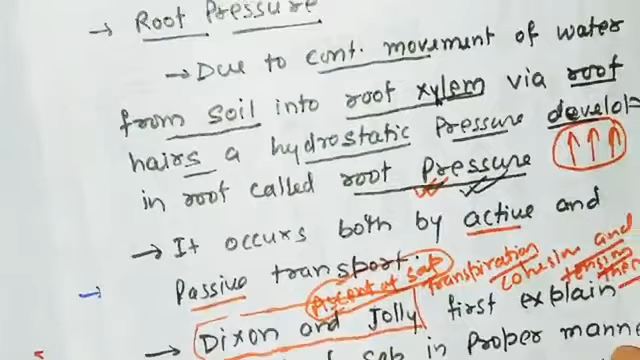 → Root Pressure
→ Due to cont. movement of water
from soil into root xylem via root
hairs a hydrostatic pressure develop
in root called root Pressure
→ It occurs both by active and
Passive transport.
Ascent of sap Transpiration cohesion and tension
→ Dixon and Jolly first explain
sap in Proper manne